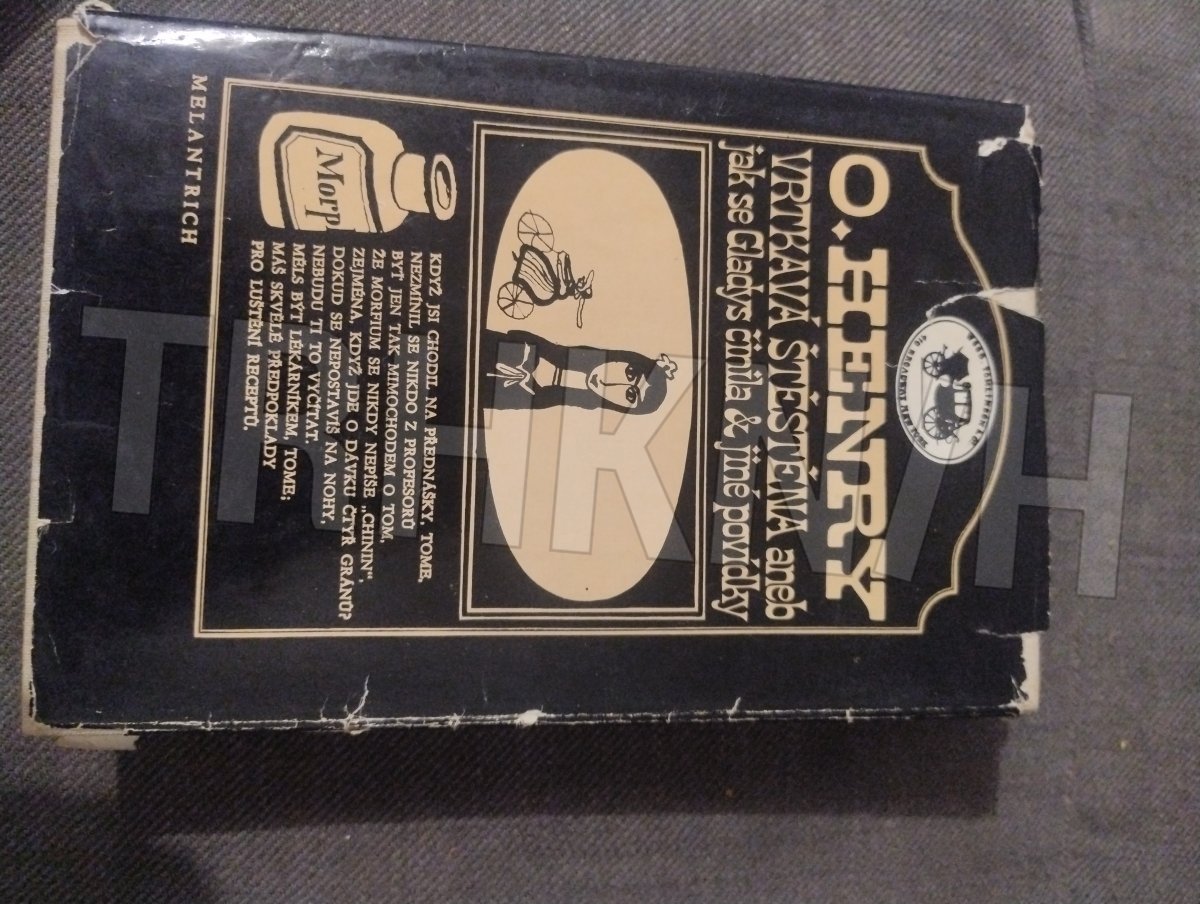 O. HENRY
VRTKAVÁ ŠTĚSTĚNA aneb
jak se Gladys činila & jiné povídky
Morp
KDYŽ JSI CHODIL NA PŘEDNÁŠKY, TOME,
NEZMÍNIL SE NIKDO Z PROFESORŮ
BYŤ JEN TAK MIMOCHODEM O TOM,
ŽE MORFIUM SE NIKDY NEPÍŠE „CHININ“,
ZEJMÉNA, KDYŽ JDE O DÁVKU ČTYŘ GRÁNŮ?
DOKUD SE NEPOSTAVÍŠ NA NOHY,
NEBUDU TI TO VYČÍTAT.
MĚLS BÝT LÉKÁRNÍKEM, TOME;
MÁŠ SKVĚLÉ PŘEDPOKLADY
PRO LUŠTĚNÍ RECEPTŮ.
MELANTRICH
TRHKNIH